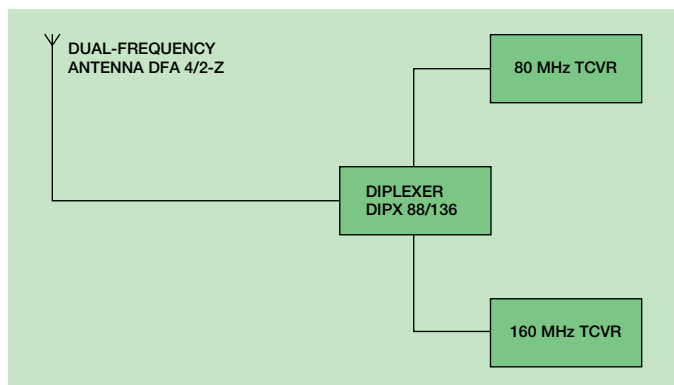 DUAL-FREQUENCY
ANTENNA DFA 4/2-Z
80 MHz TCVR
DIPLEXER
DIPX 88/136
160 MHz TCVR